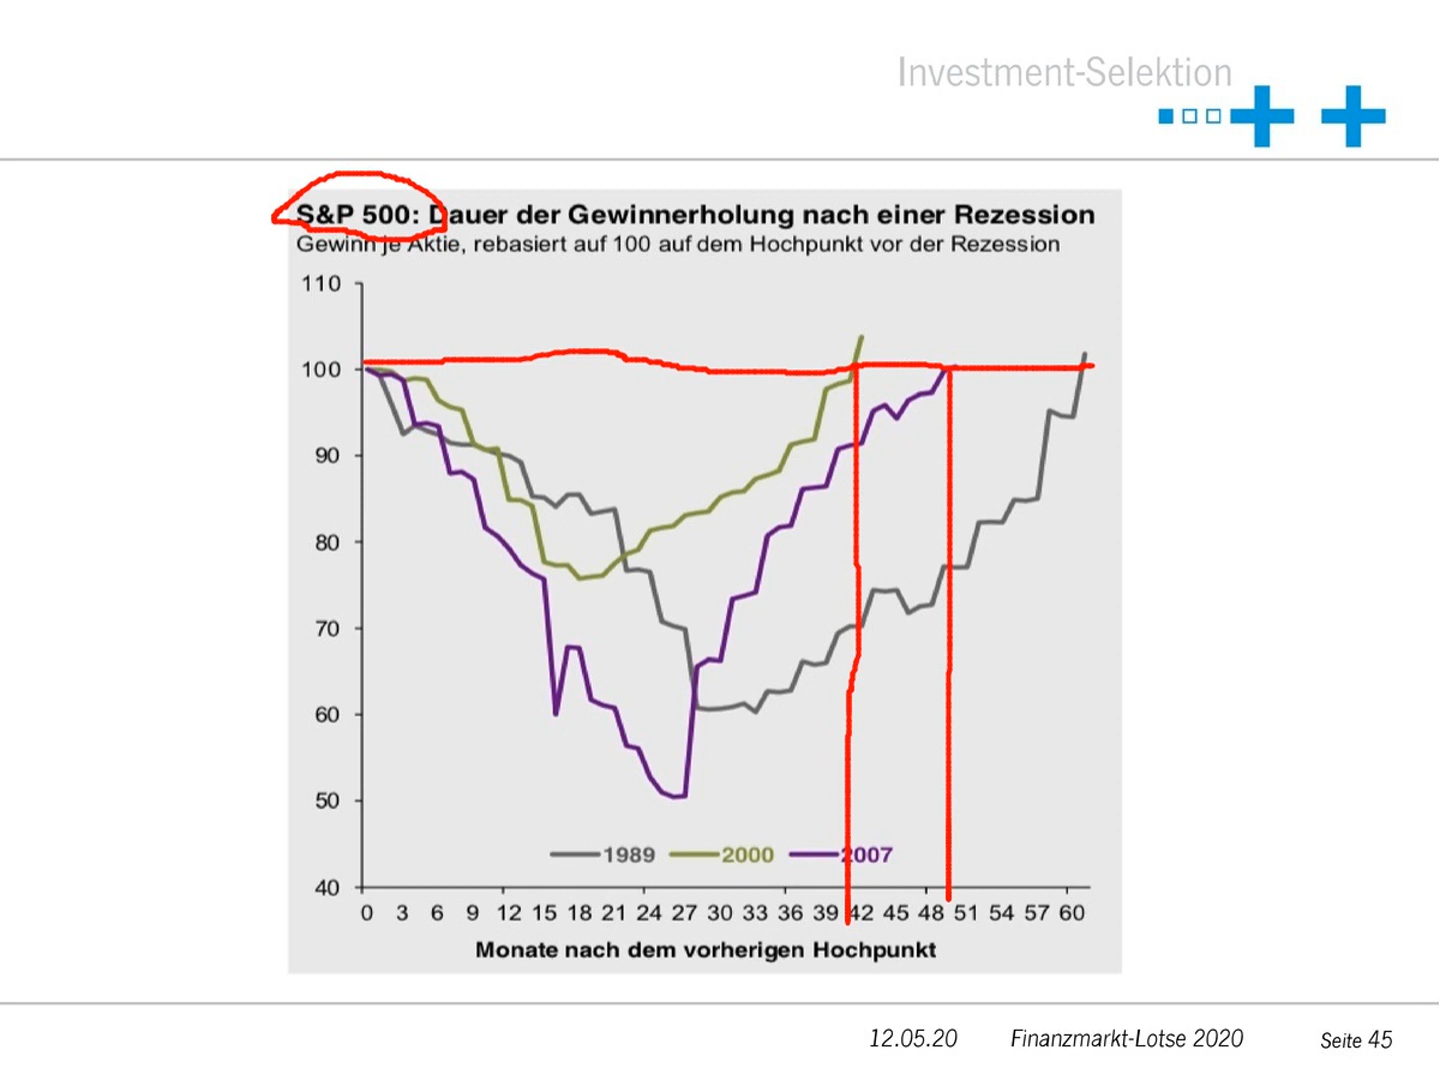 Investment-Selektion
S&P 500: Dauer der Gewinnerholung nach einer Rezession
Gewinn je Aktie, rebasiert auf 100 auf dem Hochpunkt vor der Rezession
110
100
90
80
70
60
50
40
1989 2000 2007
0 3 6 9 12 15 18 21 24 27 30 33 36 39 42 45 48 51 54 57 60
Monate nach dem vorherigen Hochpunkt
12.05.20 Finanzmarkt-Lotse 2020 Seite 45